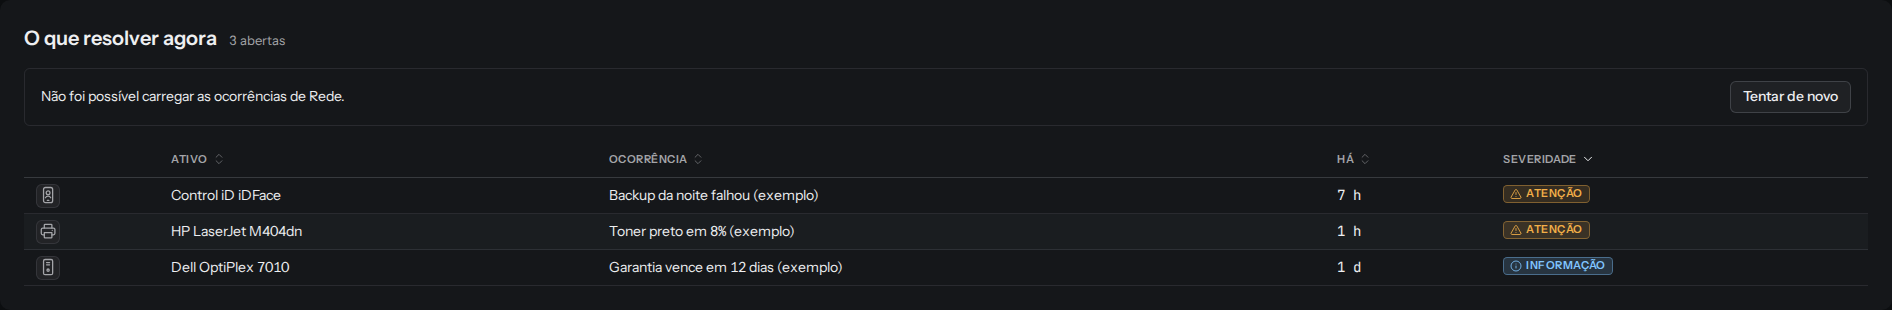 O que resolver agora 3 abertas
Não foi possível carregar as ocorrências de Rede.
Tentar de novo
ATIVO OCORRÊNCIA HÁ SEVERIDADE
Control iD iDFace Backup da noite falhou (exemplo) 7 h ATENÇÃO
HP LaserJet M404dn Toner preto em 8% (exemplo) 1 h ATENÇÃO
Dell OptiPlex 7010 Garantia vence em 12 dias (exemplo) 1 d INFORMAÇÃO